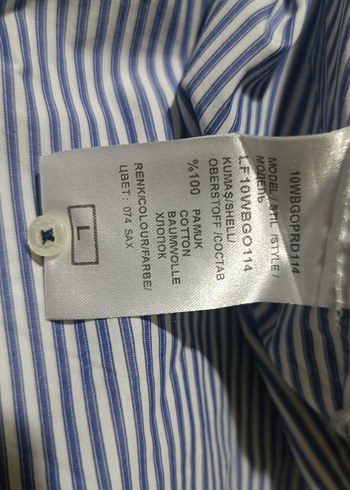 10WBGOPRD114
MODEL / STIL /STYLE /
МОДЕЛЬ
LF10WBGO114
KUMAŞ/SHELL/
OBERSTOFF /СОСТАВ
%100 PAMUK
COTTON
BAUMWOLLE
ХЛОПОК
RENK/COLOUR/FARBE/
ЦВЕТ: 074 SAX
L